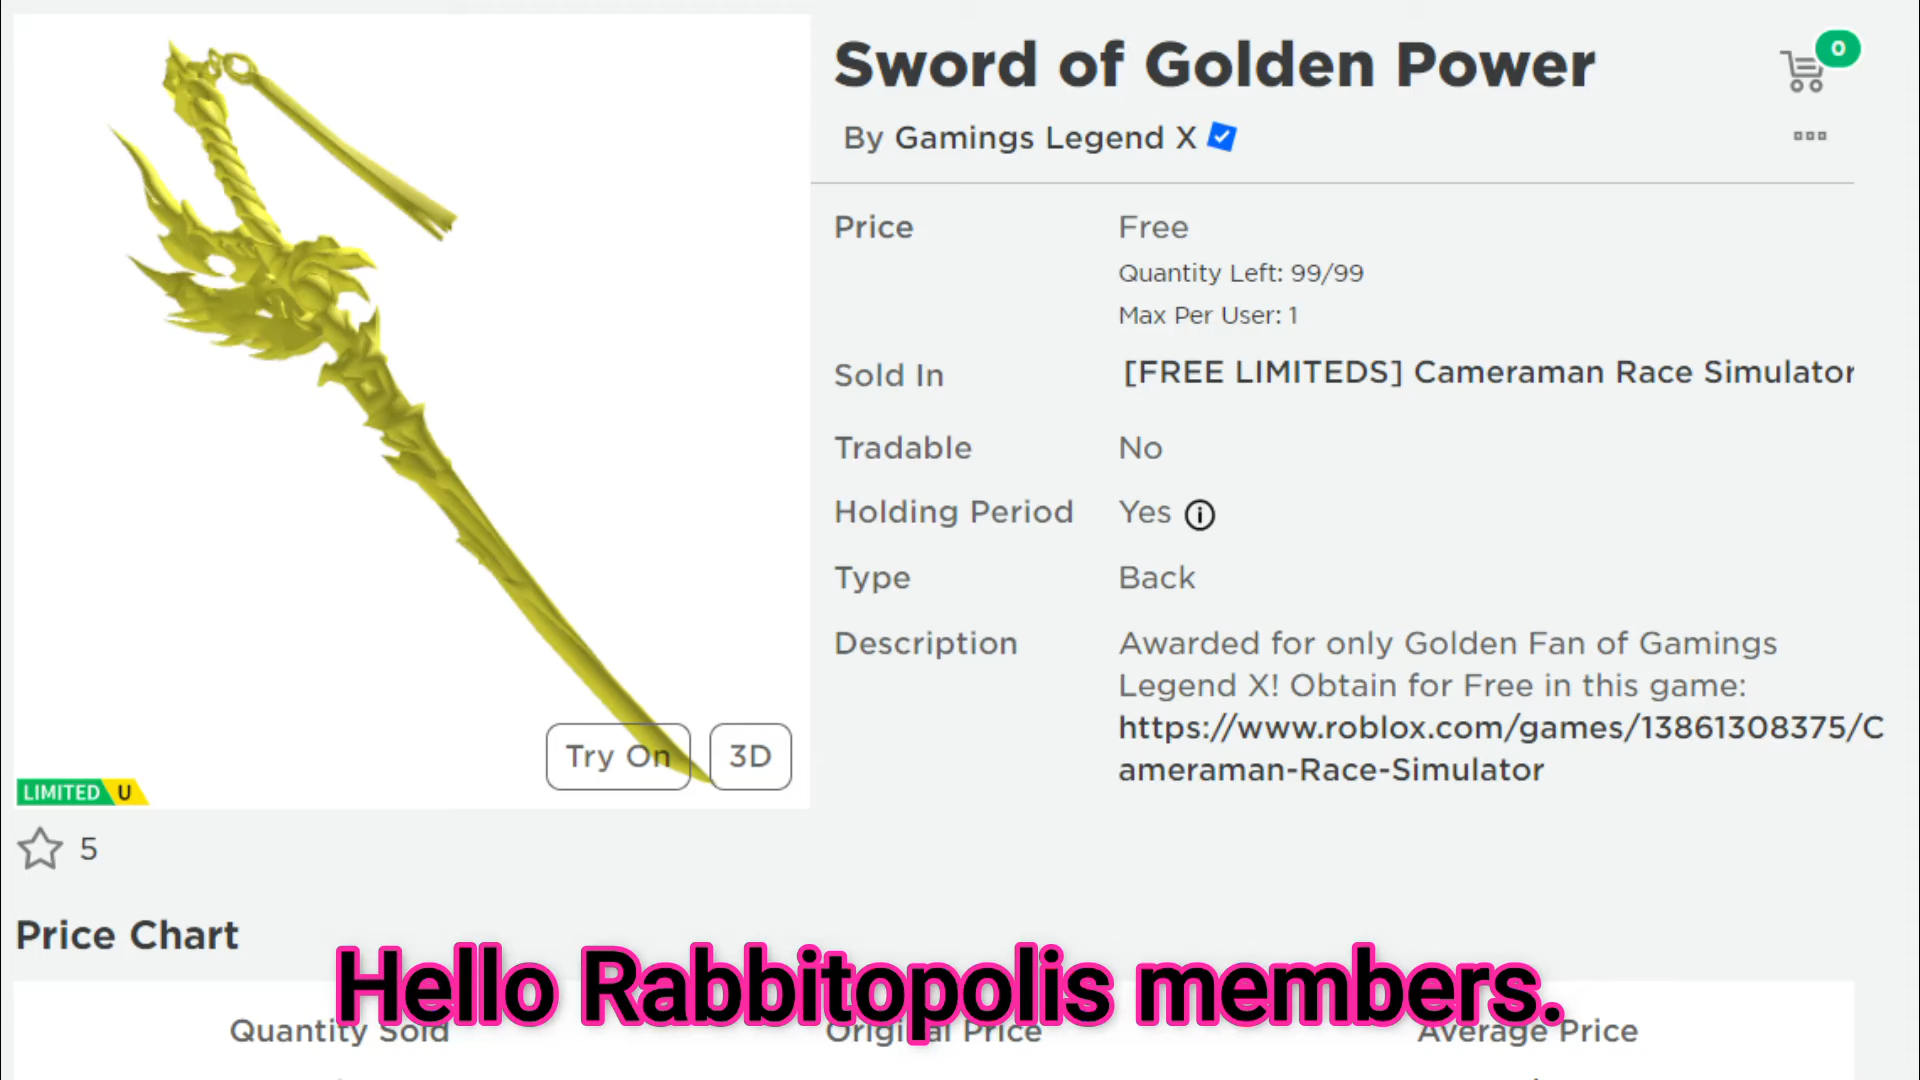 Sword of Golden Power
0
By Gamings Legend X
Price
Free
Quantity Left: 99/99
Max Per User: 1
Sold In
[FREE LIMITEDS] Cameraman Race Simulator
Tradable
No
Holding Period
Yes
Type
Back
Description
Awarded for only Golden Fan of Gamings
Legend X! Obtain for Free in this game:
https://www.roblox.com/games/13861308375/C
ameraman-Race-Simulator
Try On
3D
LIMITED U
5
Price Chart
Hello Rabbitopolis members.
Quantity Sold
Original Price
Average Price